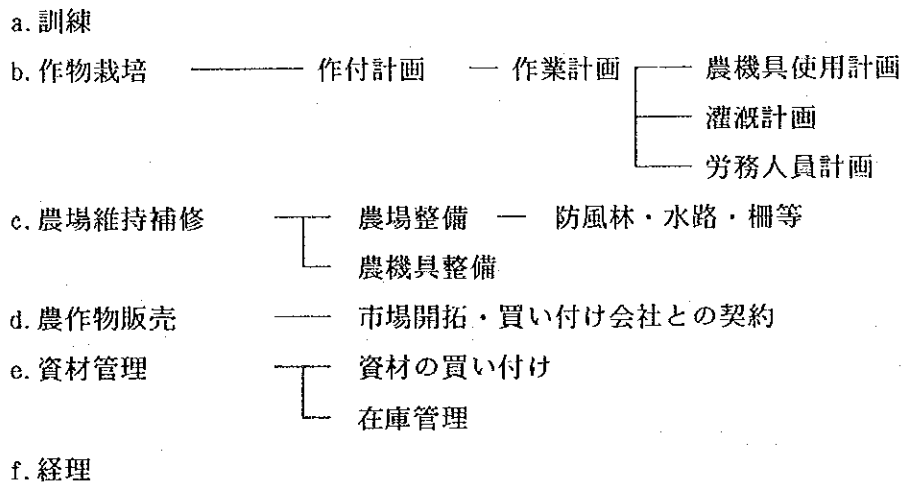 a.訓練
b.作物栽培 ――― 作付計画 ― 作業計画 ― 農機具使用計画
灌漑計画
労務人員計画
c.農場維持補修 ― 農場整備 ― 防風林・水路・柵等
農機具整備
d.農作物販売 ― 市場開拓・買い付け会社との契約
e.資材管理 ― 資材の買い付け
在庫管理
f.経理